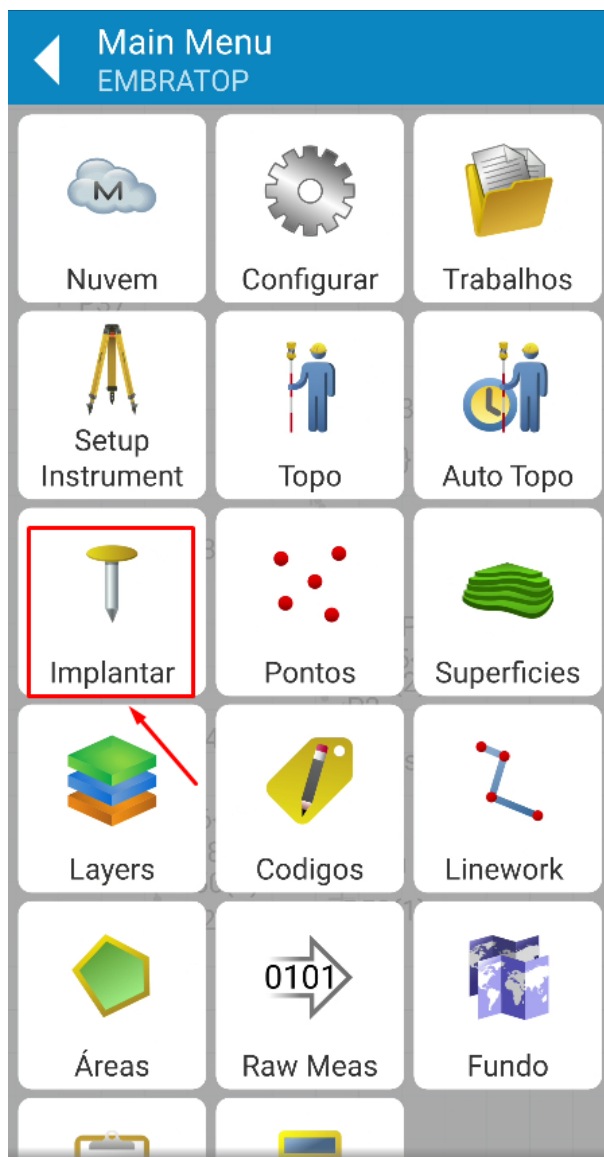 Main Menu
EMBRATOP
M
Nuvem
Configurar
Trabalhos
Setup
Instrument
Topo
Auto Topo
Implantar
Pontos
Superficies
Layers
Codigos
Linework
0101
Áreas
Raw Meas
Fundo